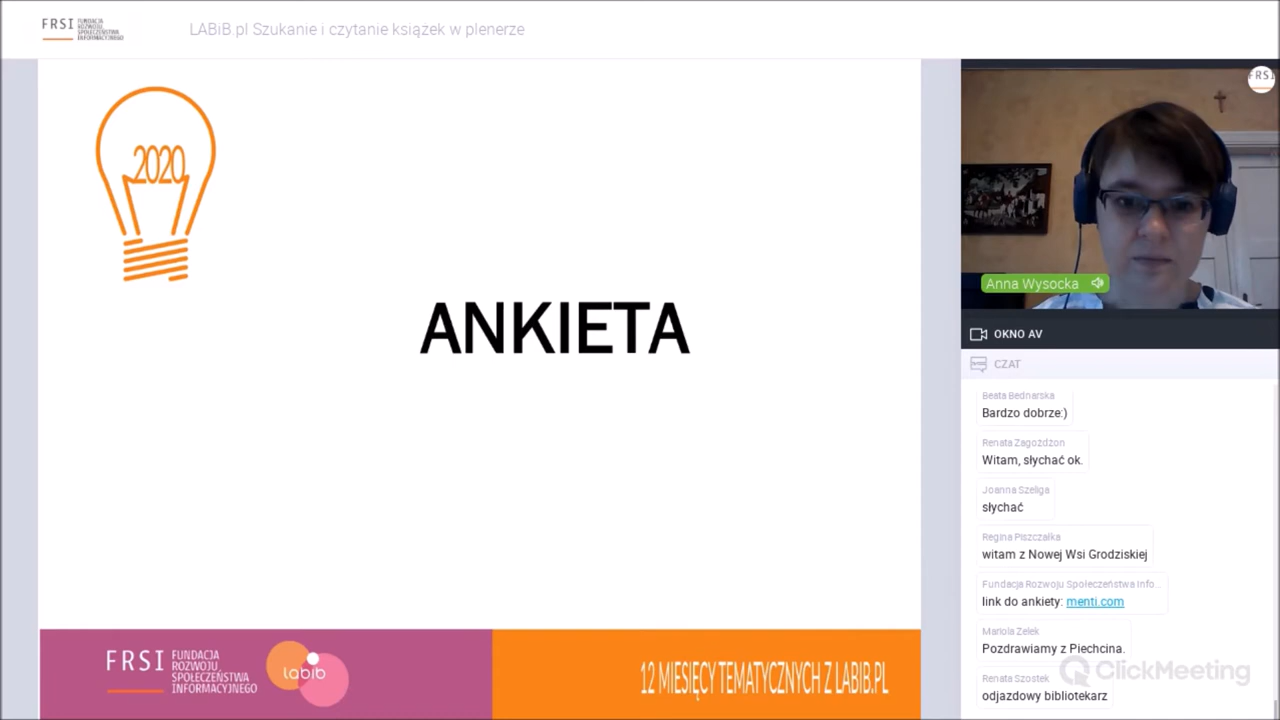 FRSI FUNDACJA
ROZWOJU
SPOŁECZEŃSTWA
INFORMACYJNEGO
LABiB.pl Szukanie i czytanie książek w plenerze
2020
ANKIETA
FRSI
Anna Wysocka
OKNO AV
CZAT
Beata Bednarska
Bardzo dobrze:)
Renata Zagożdżon
Witam, słychać ok.
Joanna Szeliga
słychać
Regina Piszczałka
witam z Nowej Wsi Grodziskiej
Fundacja Rozwoju Społeczeństwa Info...
link do ankiety: menti.com
Mariola Zelek
Pozdrawiamy z Piechcina.
Renata Szostek
odjazdowy bibliotekarz
ClickMeeting
FRSI FUNDACJA
ROZWOJU
SPOŁECZEŃSTWA
INFORMACYJNEGO
labib
12 MIESIĘCY TEMATYCZNYCH Z LABIB.PL